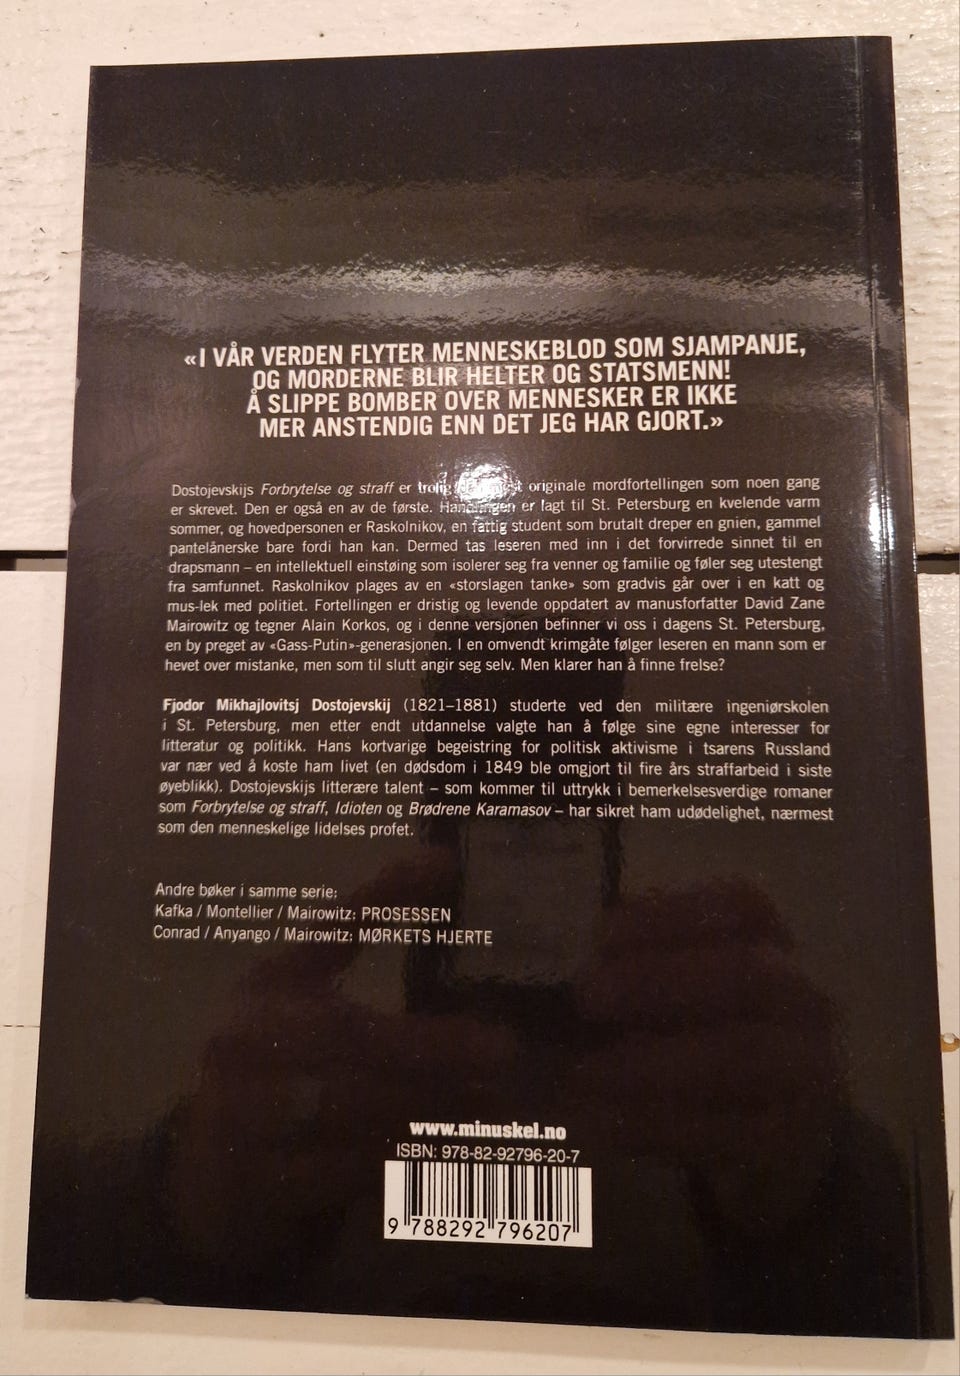 «I VÅR VERDEN FLYTER MENNESKEBLOD SOM SJAMPANJE,
OG MORDERNE BLIR HELTER OG STATSMENN!
Å SLIPPE BOMBER OVER MENNESKER ER IKKE
MER ANSTENDIG ENN DET JEG HAR GJORT.»
Dostojevskijs Forbrytelse og straff er trolig originale mordfortellingen som noen gang
er skrevet. Den er også en av de første. Handlingen er lagt til St. Petersburg en kvelende varm
sommer, og hovedpersonen er Raskolnikov, en fattig student som brutalt dreper en gnien, gammel
pantelånerske bare fordi han kan. Dermed tas leseren med inn i det forvirrede sinnet til en
drapsmann – en intellektuell einstøing som isolerer seg fra venner og familie og føler seg utestengt
fra samfunnet. Raskolnikov plages av en «storslagen tanke» som gradvis går over i en katt og
mus-lek med politiet. Fortellingen er dristig og levende oppdatert av manusforfatter David Zane
Mairowitz og tegner Alain Korkos, og i denne versjonen befinner vi oss i dagens St. Petersburg,
en by preget av «Gass-Putin»-generasjonen. I en omvendt krimgåte følger leseren en mann som er
hevet over mistanke, men som til slutt angir seg selv. Men klarer han å finne frelse?
Fjodor Mikhajlovitsj Dostojevskij (1821–1881) studerte ved den militære ingeniørskolen
i St. Petersburg, men etter endt utdannelse valgte han å følge sine egne interesser for
litteratur og politikk. Hans kortvarige begeistring for politisk aktivisme i tsarens Russland
var nær ved å koste ham livet (en dødsdom i 1849 ble omgjort til fire års straffarbeid i siste
øyeblikk). Dostojevskijs litterære talent – som kommer til uttrykk i bemerkelsesverdige romaner
som Forbrytelse og straff, Idioten og Brødrene Karamasov – har sikret ham udødelighet, nærmest
som den menneskelige lidelses profet.
Andre bøker i samme serie:
Kafka / Montellier / Mairowitz: PROSESSEN
Conrad / Anyango / Mairowitz: MØRKETS HJERTE
www.minuskel.no
ISBN: 978-82-92796-20-7
9 788292 796207